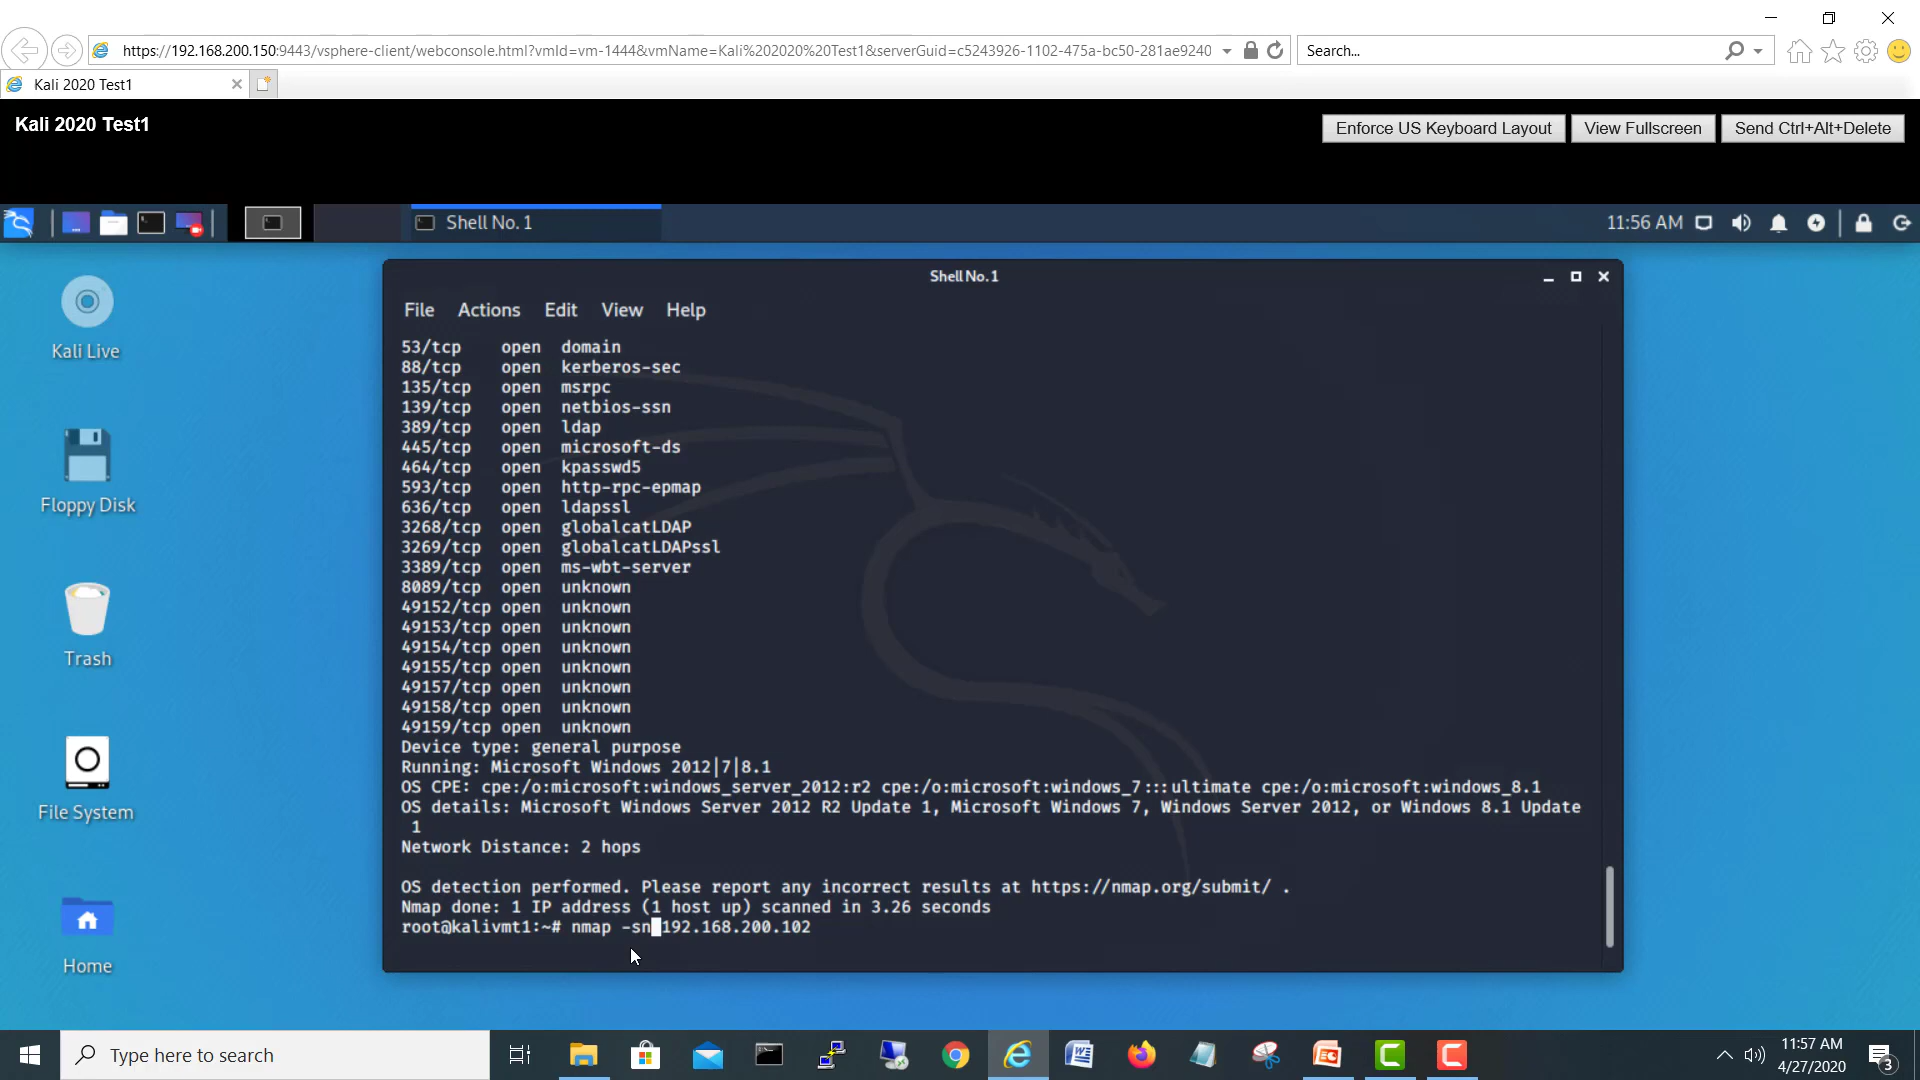 https://192.168.200.150:9443/vsphere-client/webconsole.html?vmId=vm-1444&vmName=Kali%202020%20Test1&serverGuid=c5243926-1102-475a-bc50-281ae9240
Search...
Kali 2020 Test1
Kali 2020 Test1
Enforce US Keyboard Layout
View Fullscreen
Send Ctrl+Alt+Delete
Shell No. 1
11:56 AM
Shell No. 1
File Actions Edit View Help
53/tcp open domain
88/tcp open kerberos-sec
135/tcp open msrpc
139/tcp open netbios-ssn
389/tcp open ldap
445/tcp open microsoft-ds
464/tcp open kpasswd5
593/tcp open http-rpc-epmap
636/tcp open ldapssl
3268/tcp open globalcatLDAP
3269/tcp open globalcatLDAPssl
3389/tcp open ms-wbt-server
8089/tcp open unknown
49152/tcp open unknown
49153/tcp open unknown
49154/tcp open unknown
49155/tcp open unknown
49157/tcp open unknown
49158/tcp open unknown
49159/tcp open unknown
Device type: general purpose
Running: Microsoft Windows 2012|7|8.1
OS CPE: cpe:/o:microsoft:windows_server_2012:r2 cpe:/o:microsoft:windows_7:::ultimate cpe:/o:microsoft:windows_8.1
OS details: Microsoft Windows Server 2012 R2 Update 1, Microsoft Windows 7, Windows Server 2012, or Windows 8.1 Update
1
Network Distance: 2 hops
OS detection performed. Please report any incorrect results at https://nmap.org/submit/ .
Nmap done: 1 IP address (1 host up) scanned in 3.26 seconds
root@kalivmt1:~# nmap -sn 192.168.200.102
Kali Live
Floppy Disk
Trash
File System
Home
Type here to search
11:57 AM
4/27/2020
3